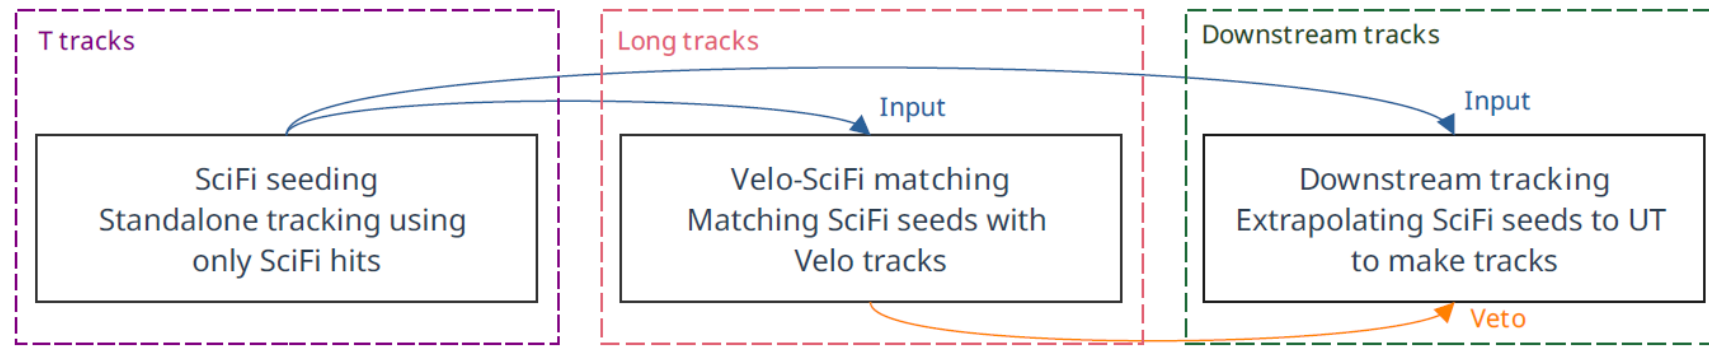 T tracks
Long tracks
Downstream tracks
Input
Input
SciFi seeding
Standalone tracking using
only SciFi hits
Velo-SciFi matching
Matching SciFi seeds with
Velo tracks
Downstream tracking
Extrapolating SciFi seeds to UT
to make tracks
Veto